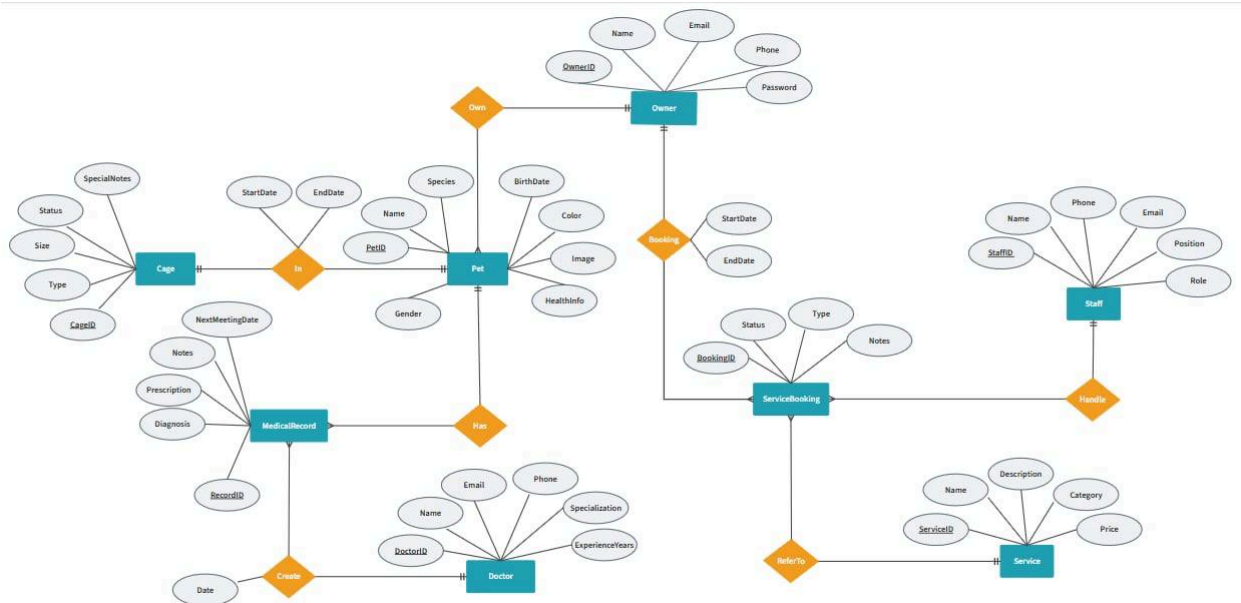 Name
Email
Phone
OwnerID
Password
Own
Owner
SpecialNotes
Status
Size
Type
CageID
Cage
StartDate
EndDate
In
Species
BirthDate
Name
Color
PetID
Pet
Image
Gender
HealthInfo
Booking
StartDate
EndDate
Phone
Name
Email
StaffID
Position
Role
Staff
NextMeetingDate
Notes
Prescription
Diagnosis
RecordID
MedicalRecord
Has
Status
Type
Notes
BookingID
ServiceBooking
Handle
Email
Phone
Name
Specialization
DoctorID
ExperienceYears
Doctor
Create
Date
Description
Name
Category
ServiceID
Price
ReferTo
Service